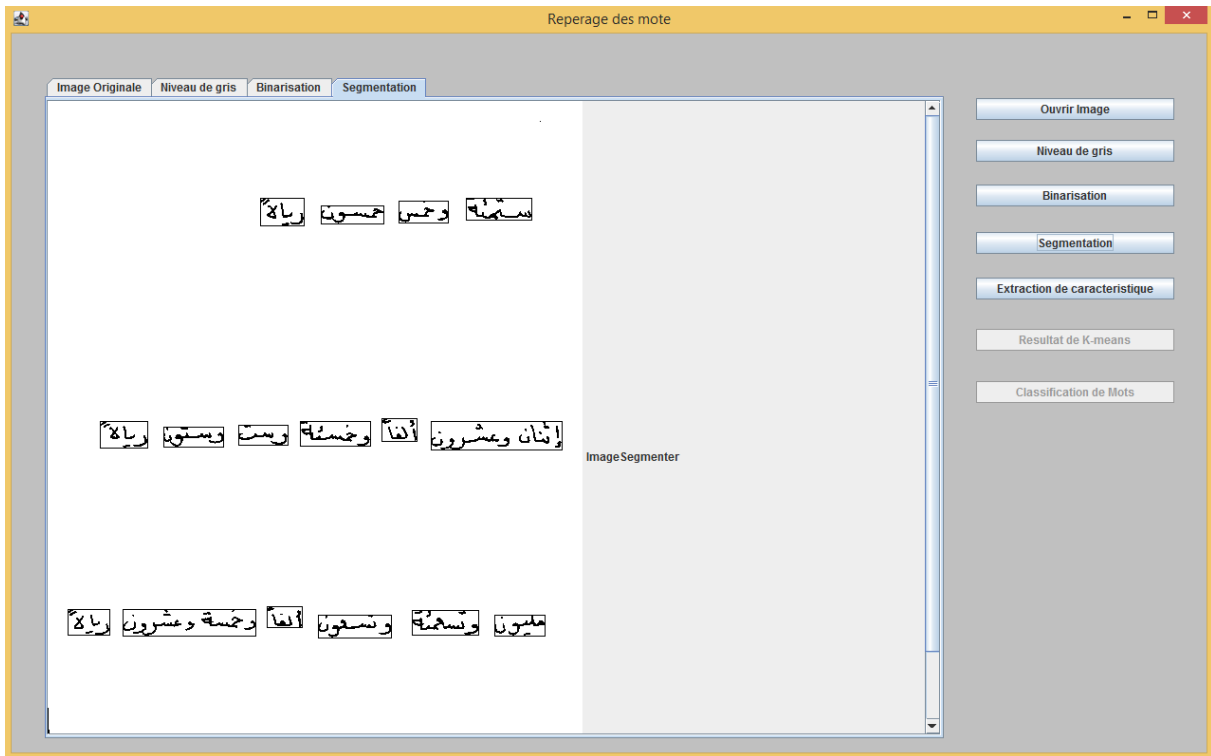 Reperage des mote
Image Originale Niveau de gris Binarisation Segmentation
ستمئة وخمس خمسون ريالاً
إثنان وعشرون ألفاً وخمسئة وست وستون ريالاً
مليون وتسعمئة وتسعون ألفاً وخمسة وعشرون ريالاً
ImageSegmenter
Ouvrir Image
Niveau de gris
Binarisation
Segmentation
Extraction de caracteristique
Resultat de K-means
Classification de Mots